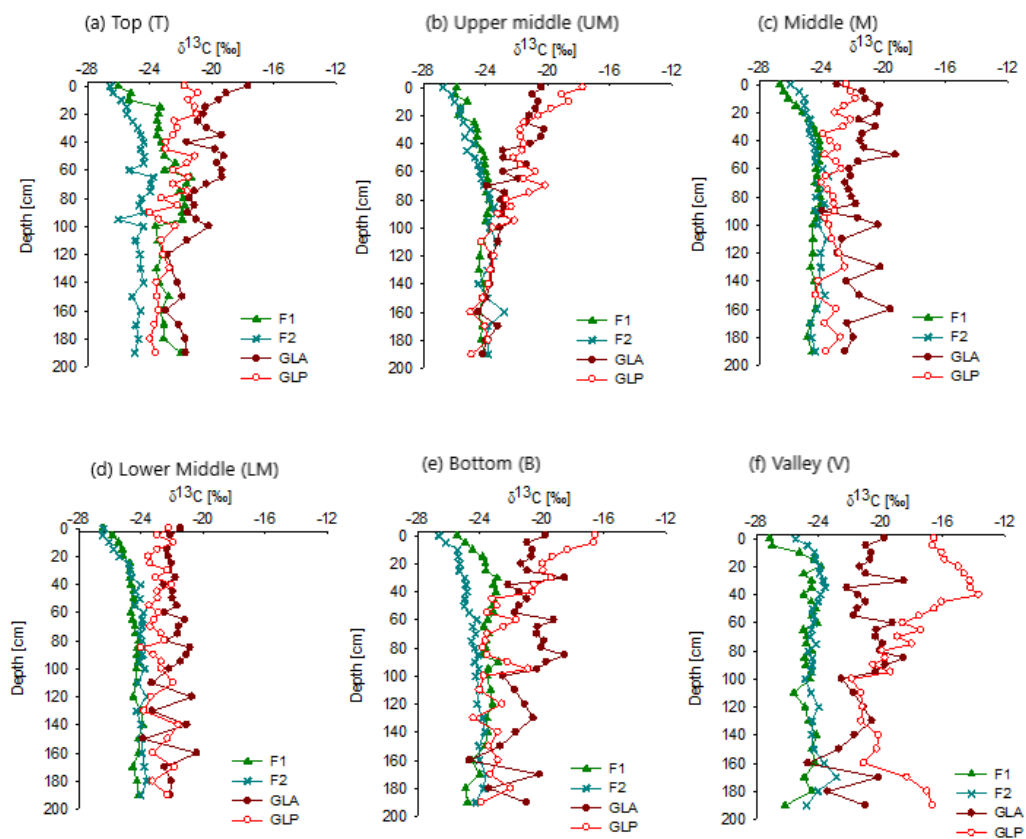 (a) Top (T)
δ13C [‰]
-28 -24 -20 -16 -12
0
20
40
60
80
100
120
140
160
180
200
Depth [cm]
F1
F2
GLA
GLP
(b) Upper middle (UM)
δ13C [‰]
-28 -24 -20 -16 -12
0
20
40
60
80
100
120
140
160
180
200
Depth [cm]
F1
F2
GLA
GLP
(c) Middle (M)
δ13C [‰]
-28 -24 -20 -16 -12
0
20
40
60
80
100
120
140
160
180
200
Depth [cm]
F1
F2
GLA
GLP
(d) Lower Middle (LM)
δ13C [‰]
-28 -24 -20 -16 -12
0
20
40
60
80
100
120
140
160
180
200
Depth [cm]
F1
F2
GLA
GLP
(e) Bottom (B)
δ13C [‰]
-28 -24 -20 -16 -12
0
20
40
60
80
100
120
140
160
180
200
Depth [cm]
F1
F2
GLA
GLP
(f) Valley (V)
δ13C [‰]
-28 -24 -20 -16 -12
0
20
40
60
80
100
120
140
160
180
200
Depth [cm]
F1
F2
GLA
GLP